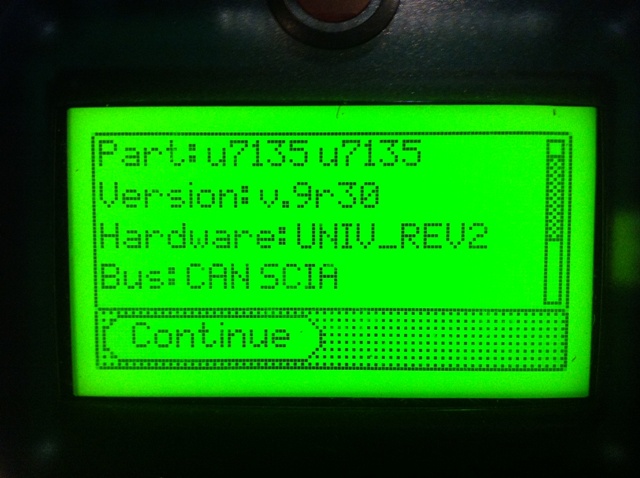 Part: u7135 u7135
Version: v.9r30
Hardware: UNIV_REV2
Bus: CAN SCIA
Continue